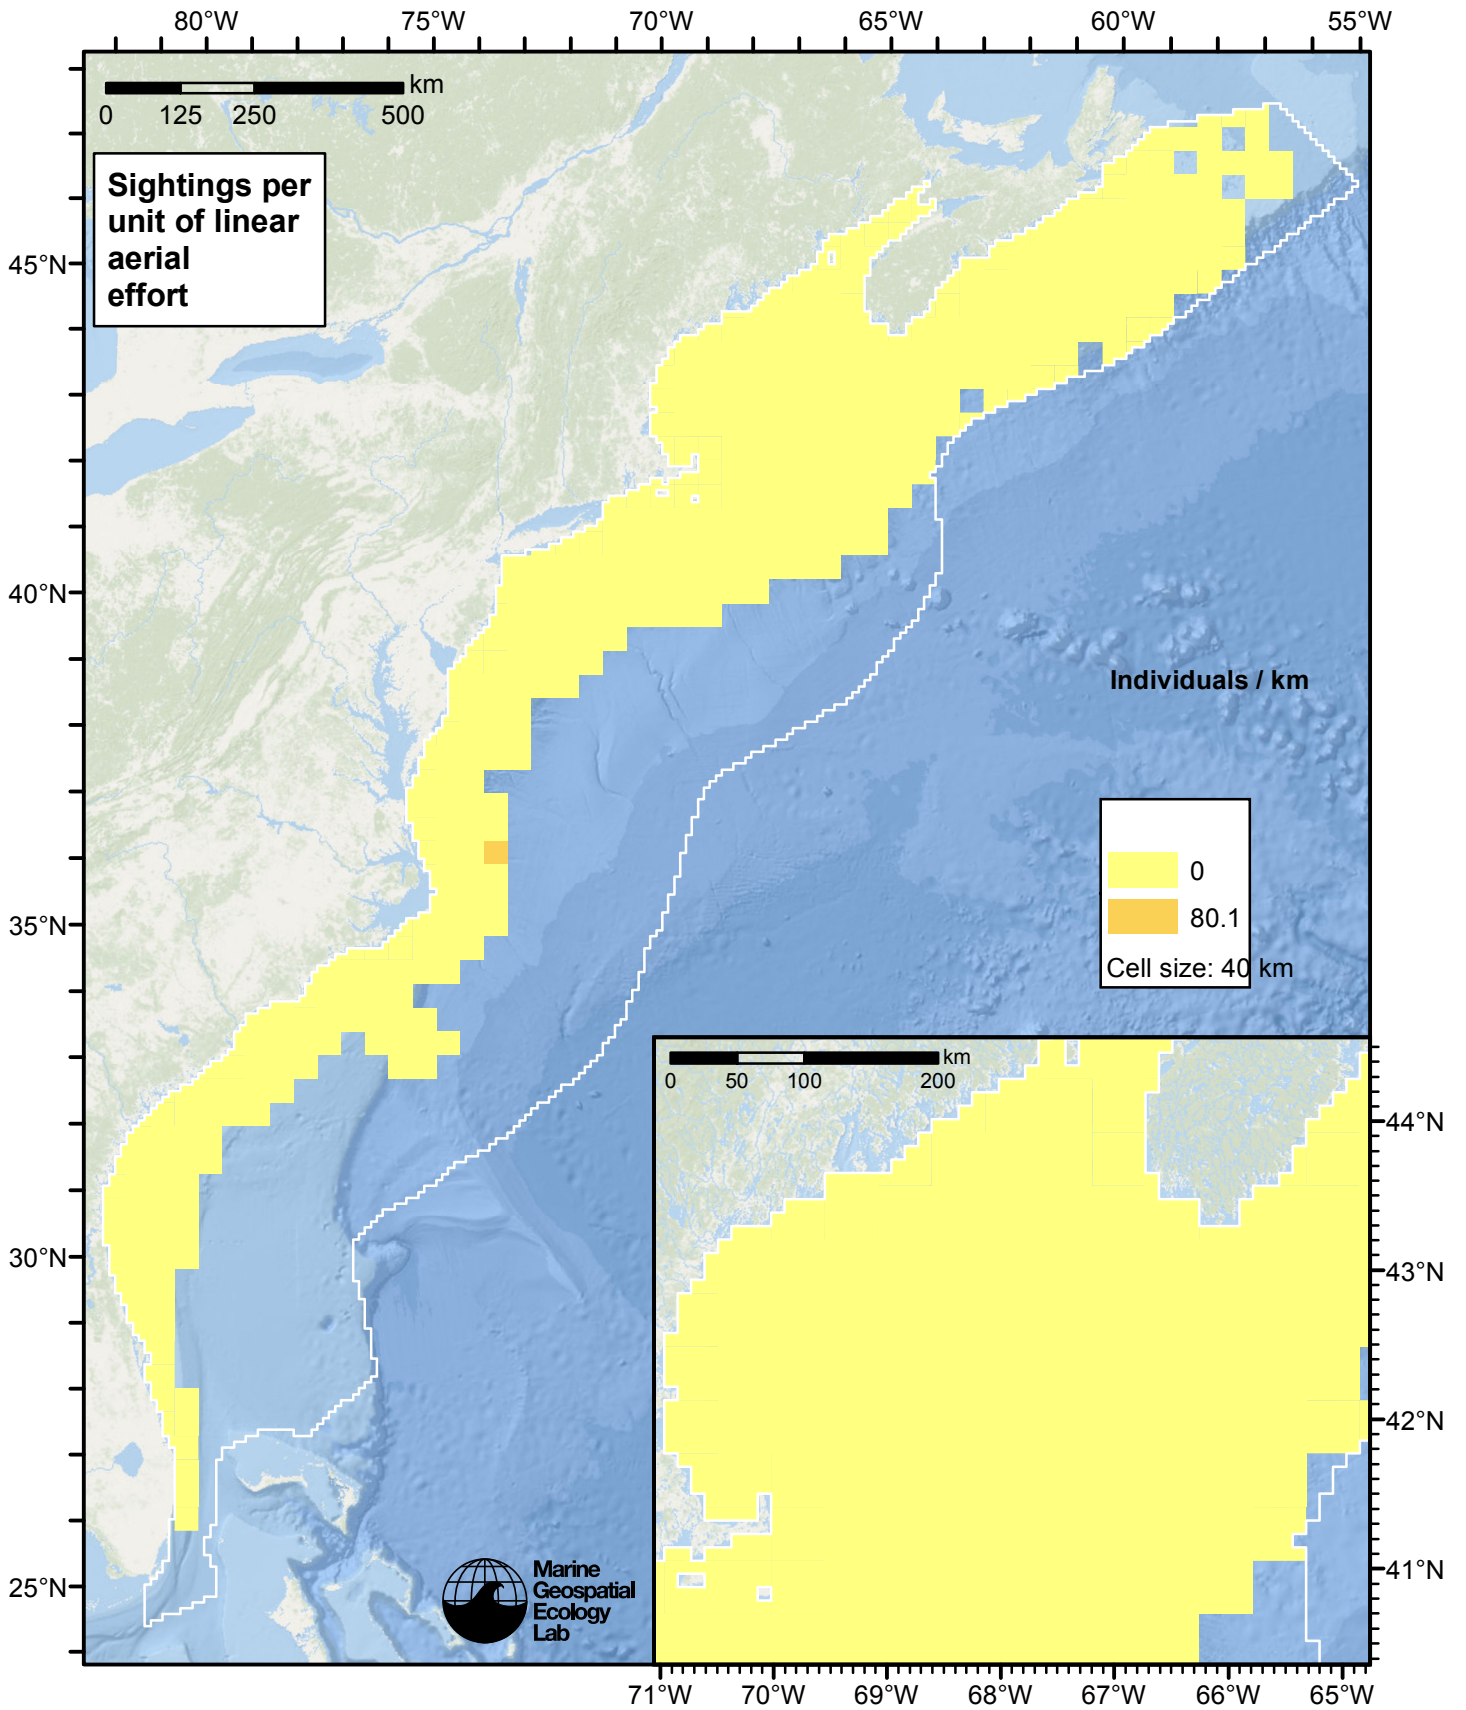 80°W 75°W 70°W 65°W 60°W 55°W
km
0 125 250 500
Sightings per
unit of linear
aerial
effort
45°N
40°N
35°N
30°N
25°N
Individuals / km
0
80.1
Cell size: 40 km
km
0 50 100 200
44°N
43°N
42°N
41°N
Marine
Geospatial
Ecology
Lab
71°W 70°W 69°W 68°W 67°W 66°W 65°W